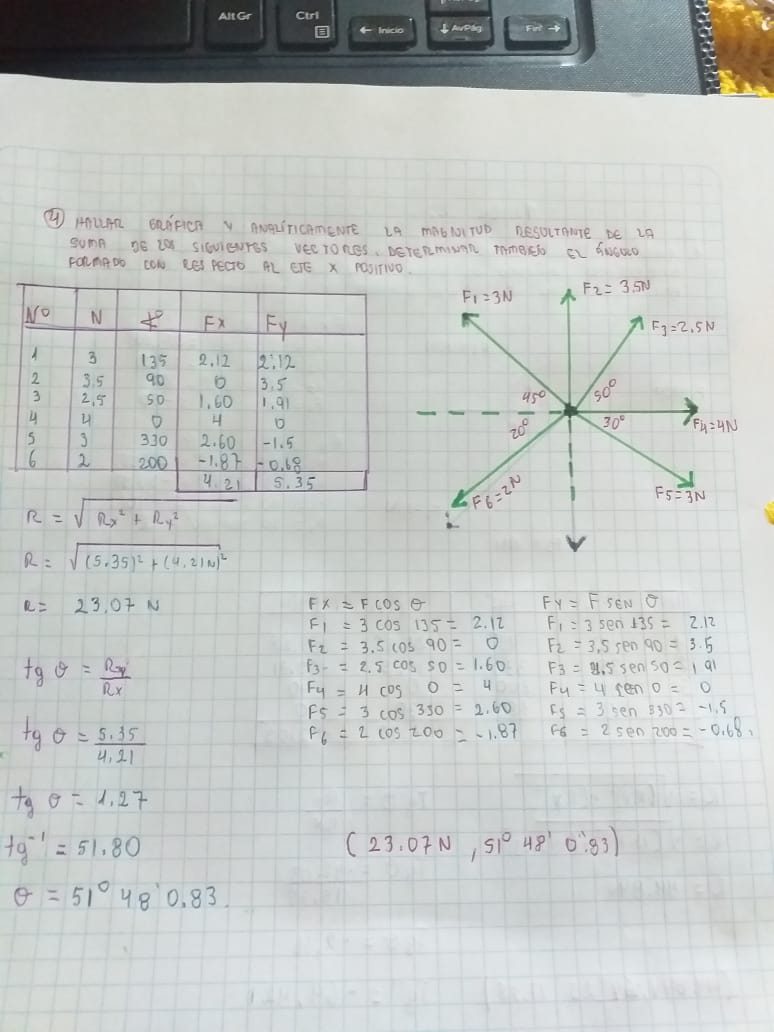 Alt Gr
Ctrl
← Inicio
↓ AvPág
Fin →
4) HALLAR GRÁFICA Y ANALÍTICAMENTE LA MAGNITUD RESULTANTE DE LA
SUMA DE LOS SIGUIENTES VECTORES. DETERMINAR TAMBIÉN EL ÁNGULO
FORMADO CON RESPECTO AL EJE X POSITIVO.
Nº N ∡º Fx Fy
1 3 135 2,12 2,12
2 3,5 90 0 3,5
3 2,5 50 1,60 1,91
4 4 0 4 0
5 3 330 2.60 -1.5
6 2 200 -1.87 -0,68
4.21 5.35
F1=3N
F2= 3,5N
F3=2,5N
45º
50º
20º
30º
F4=4N
F6=2N
F5=3N
R = √Rx² + Ry²
R= √(5.35)² + (4,21N)²
R= 23,07 N
tg θ = Ry/Rx
tg θ = 5.35/4,21
tg θ = 1.27
tg⁻¹ = 51.80
θ = 51º 48' 0,83.
Fx = F cos θ
F1 = 3 cos 135 = 2.12
F2 = 3,5 cos 90 = 0
F3 = 2,5 cos 50 = 1.60
F4 = 4 cos 0 = 4
F5 = 3 cos 330 = 2.60
F6 = 2 cos 200 = -1.87
FY = F SEN θ
F1 = 3 sen 135 = 2.12
F2 = 3,5 sen 90 = 3.5
F3 = 2,5 sen 50 = 1,91
F4 = 4 sen 0 = 0
F5 = 3 sen 330 = -1,5
F6 = 2 sen 200 = -0,68.
(23.07N , 51º 48' 0".83)